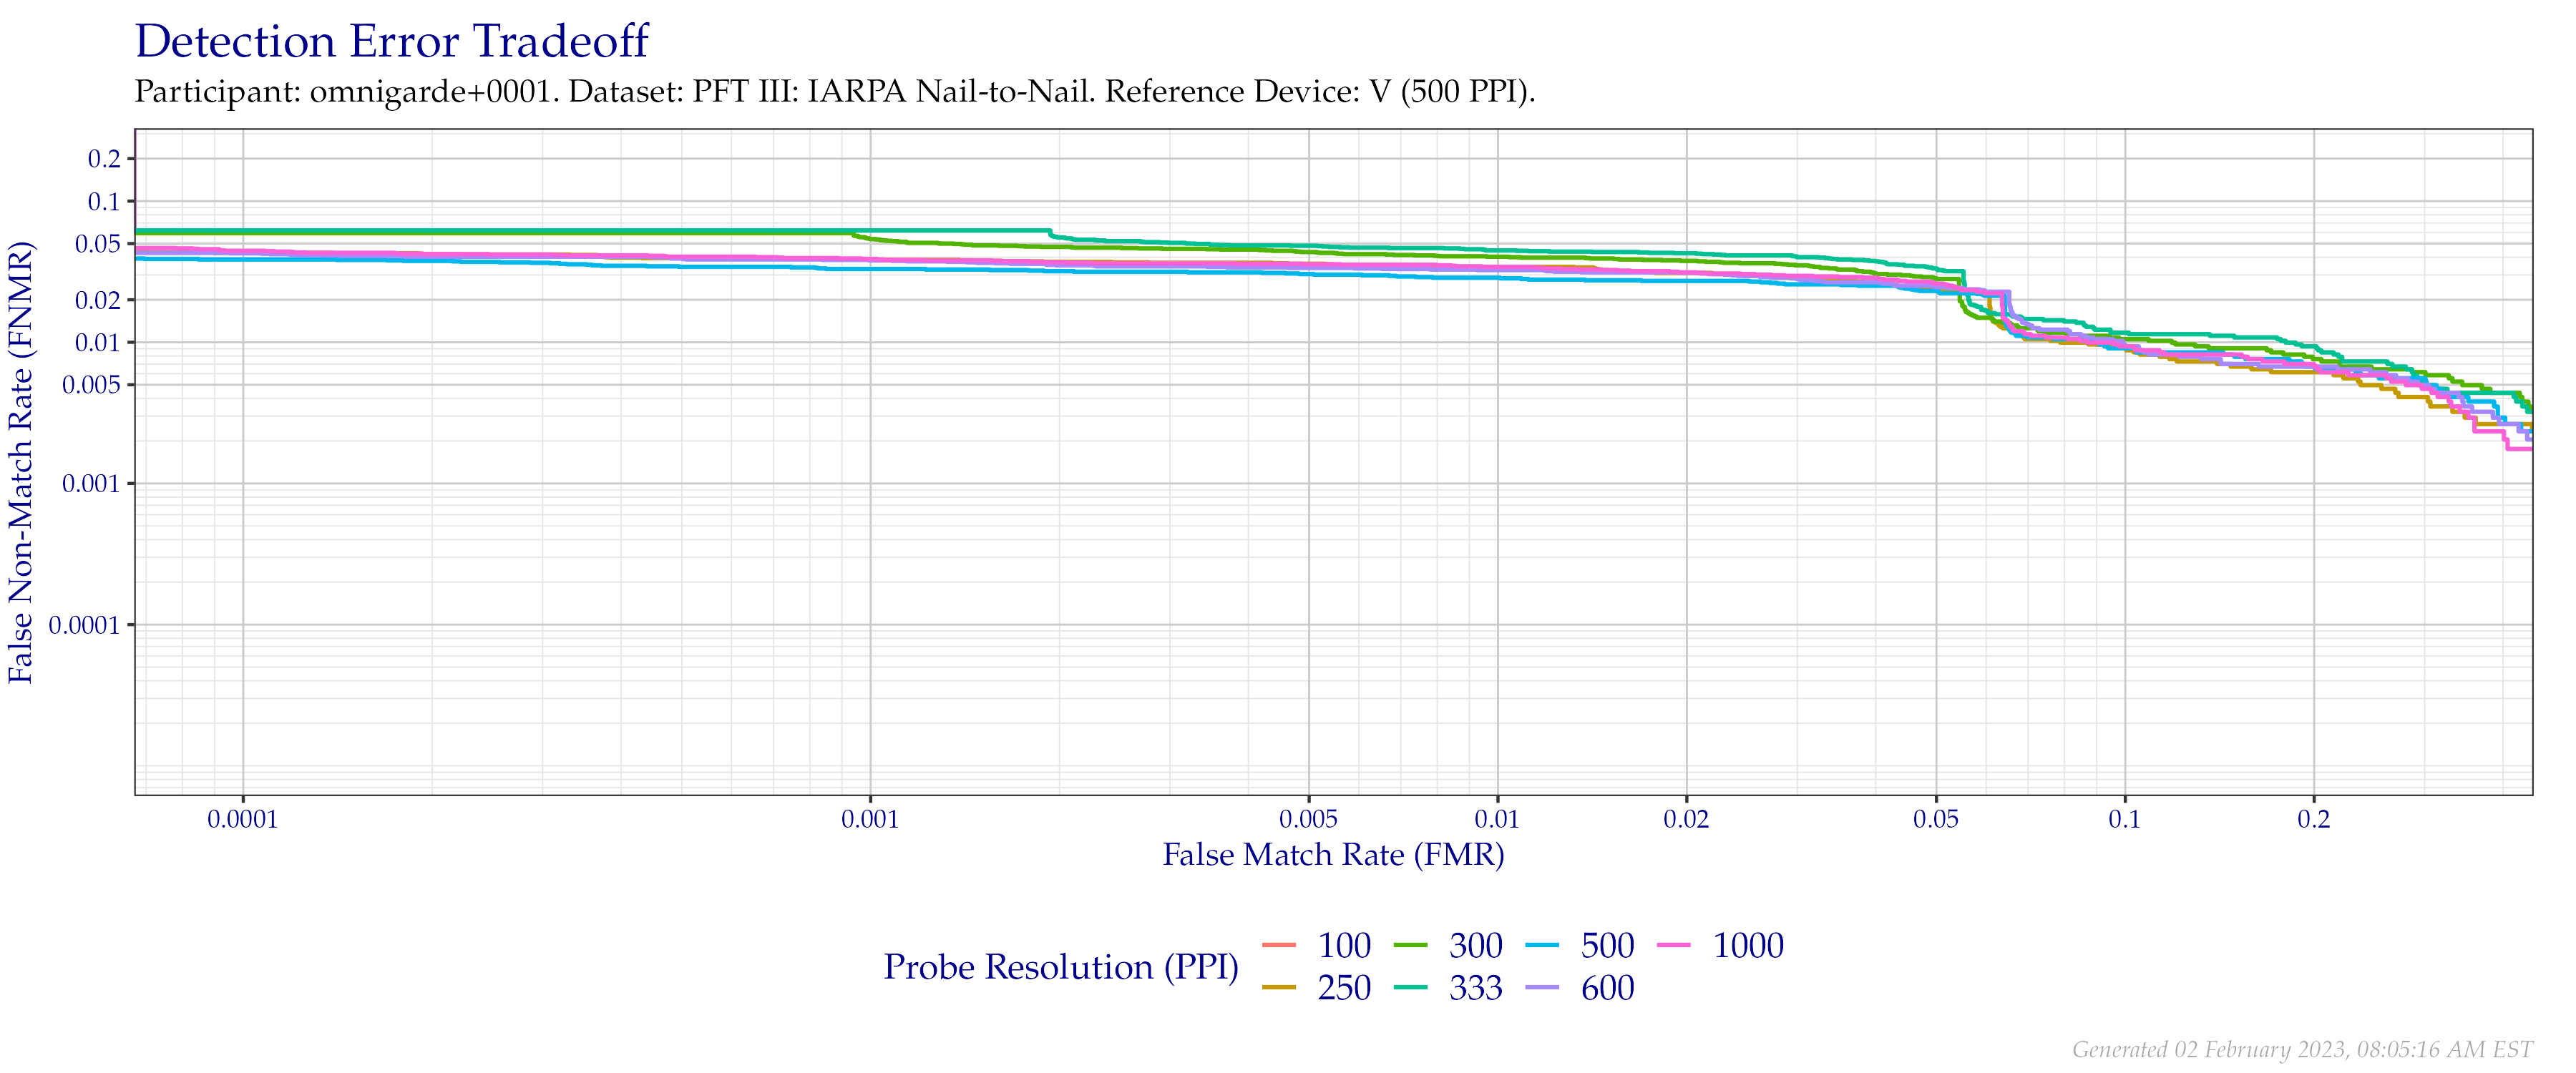 Detection Error Tradeoff
Participant: omnigarde+0001. Dataset: PFT III: IARPA Nail-to-Nail. Reference Device: V (500 PPI).
False Non-Match Rate (FNMR)
0.2
0.1
0.05
0.02
0.01
0.005
0.001
0.0001
0.0001 0.001 0.005 0.01 0.02 0.05 0.1 0.2
False Match Rate (FMR)
Probe Resolution (PPI)
100 300 500 1000
250 333 600
Generated 02 February 2023, 08:05:16 AM EST